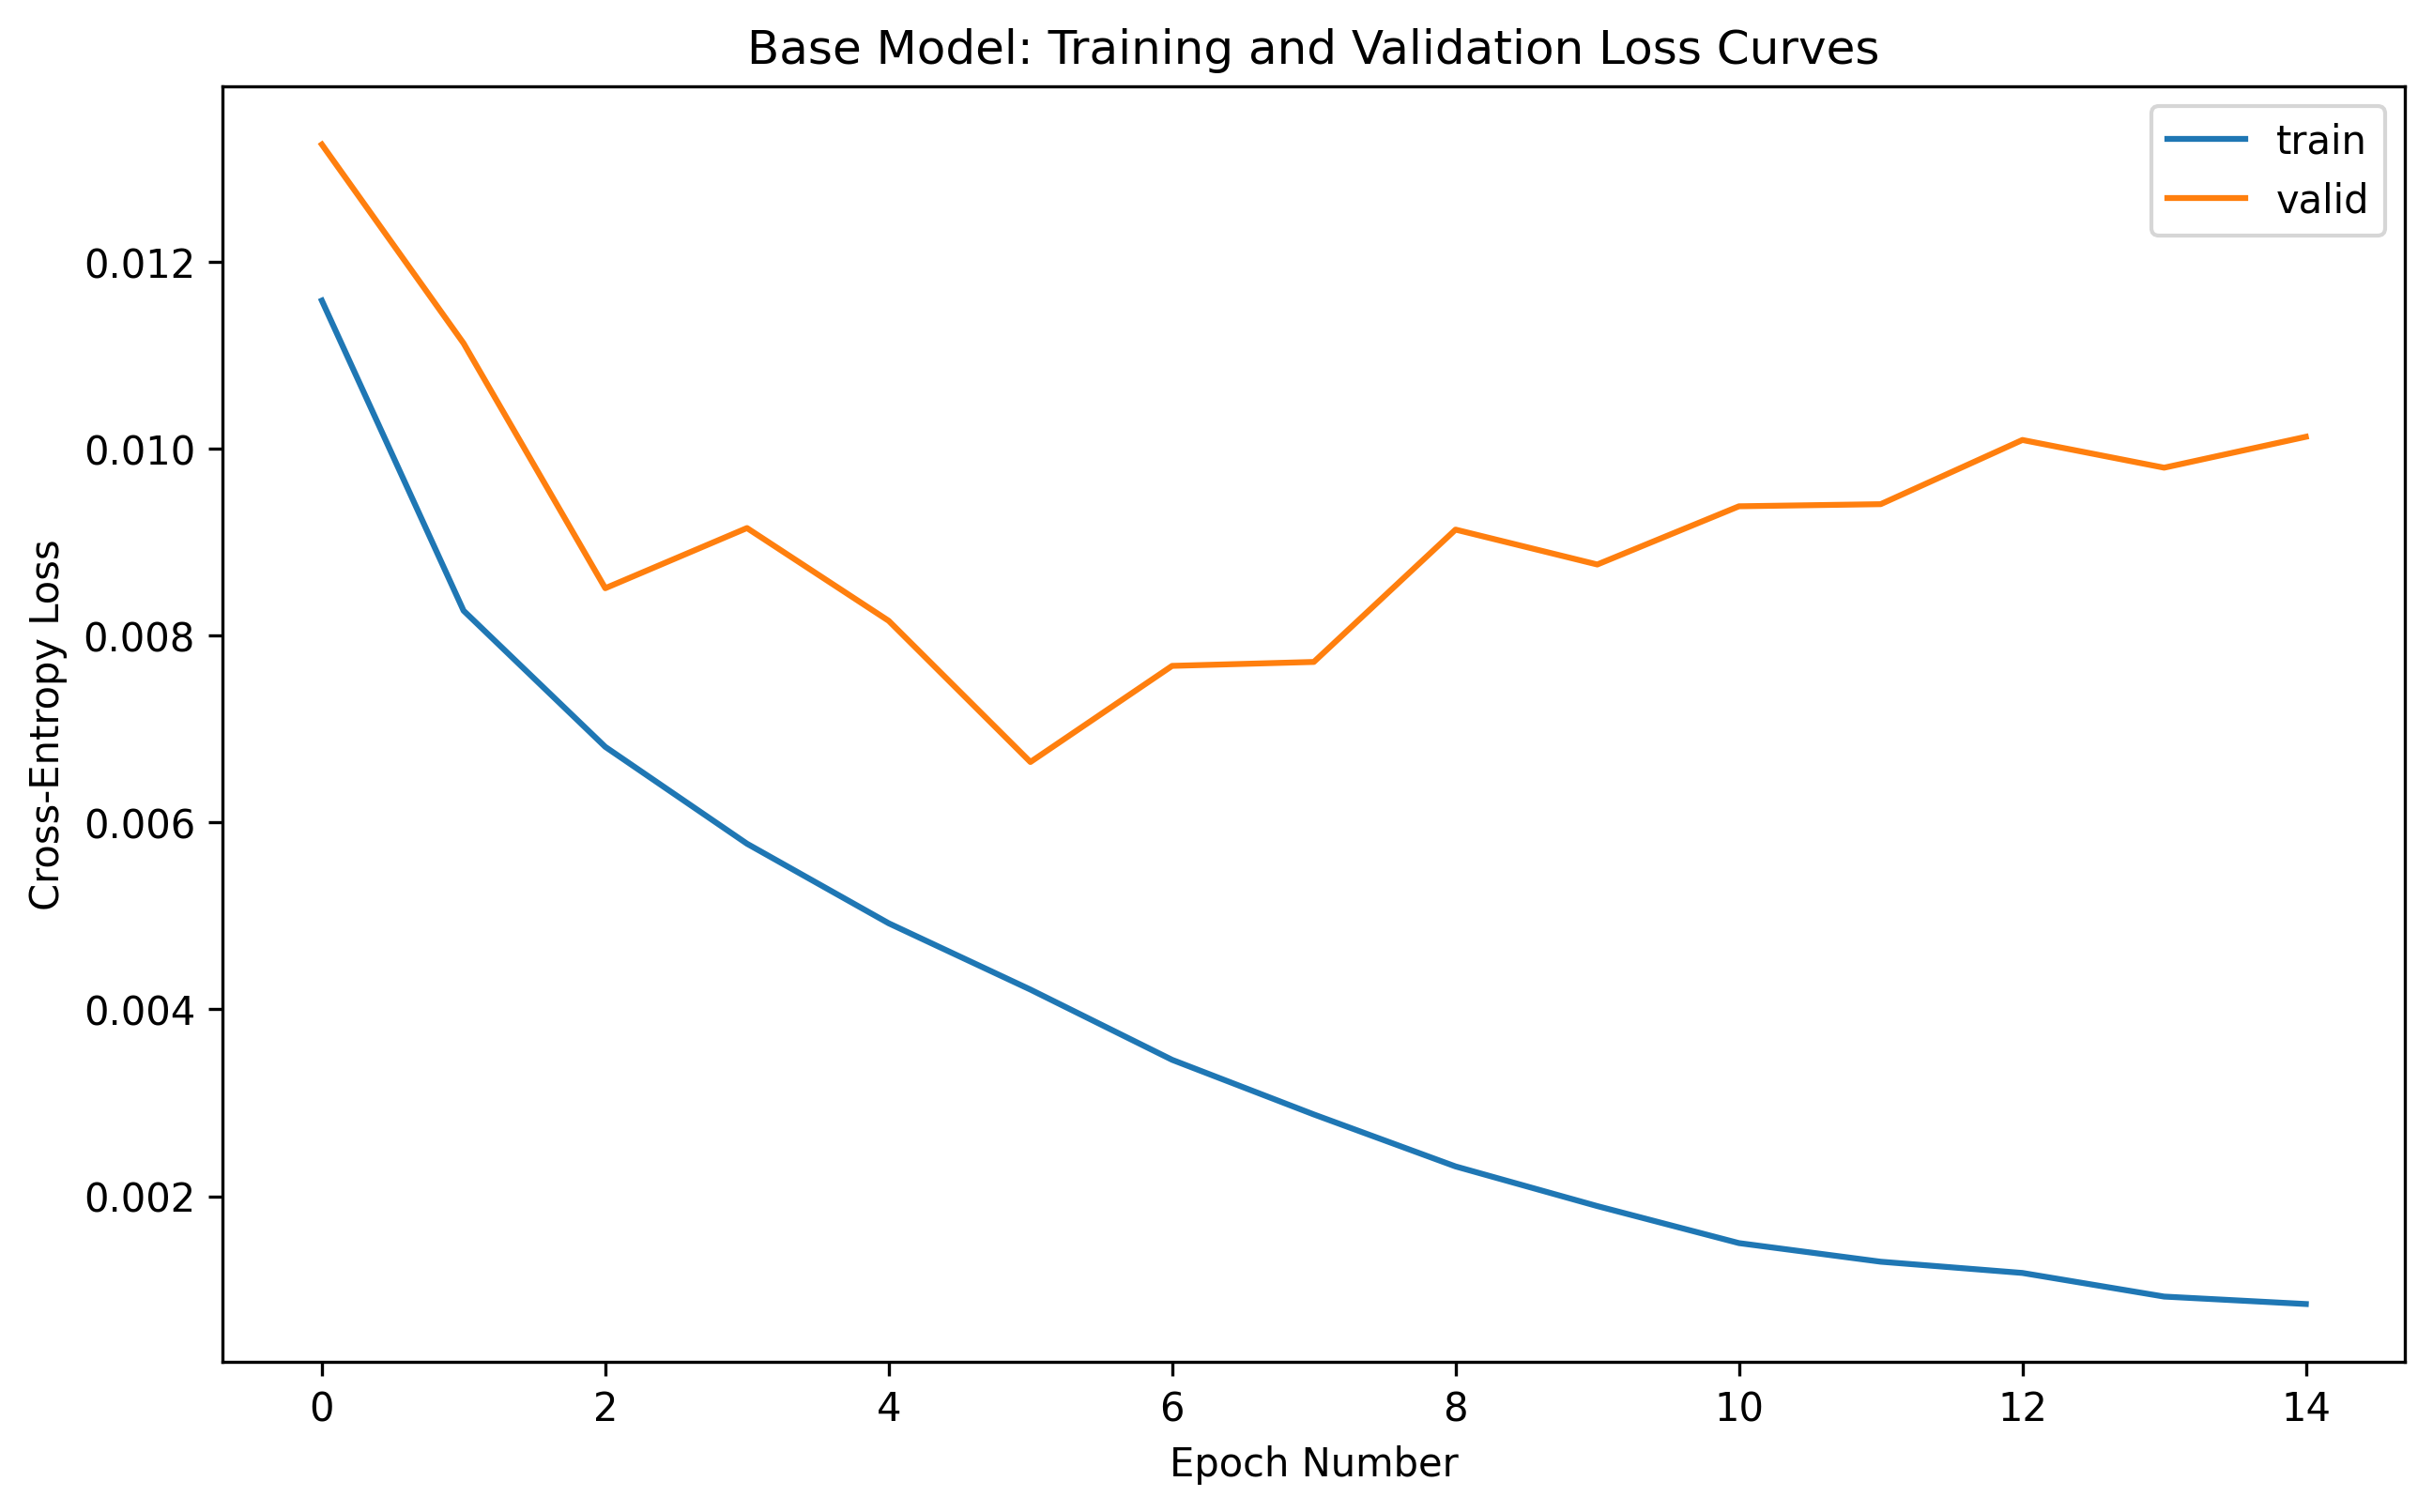 Base Model: Training and Validation Loss Curves
train
valid
0.012
0.010
0.008
0.006
0.004
0.002
Cross-Entropy Loss
0 2 4 6 8 10 12 14
Epoch Number